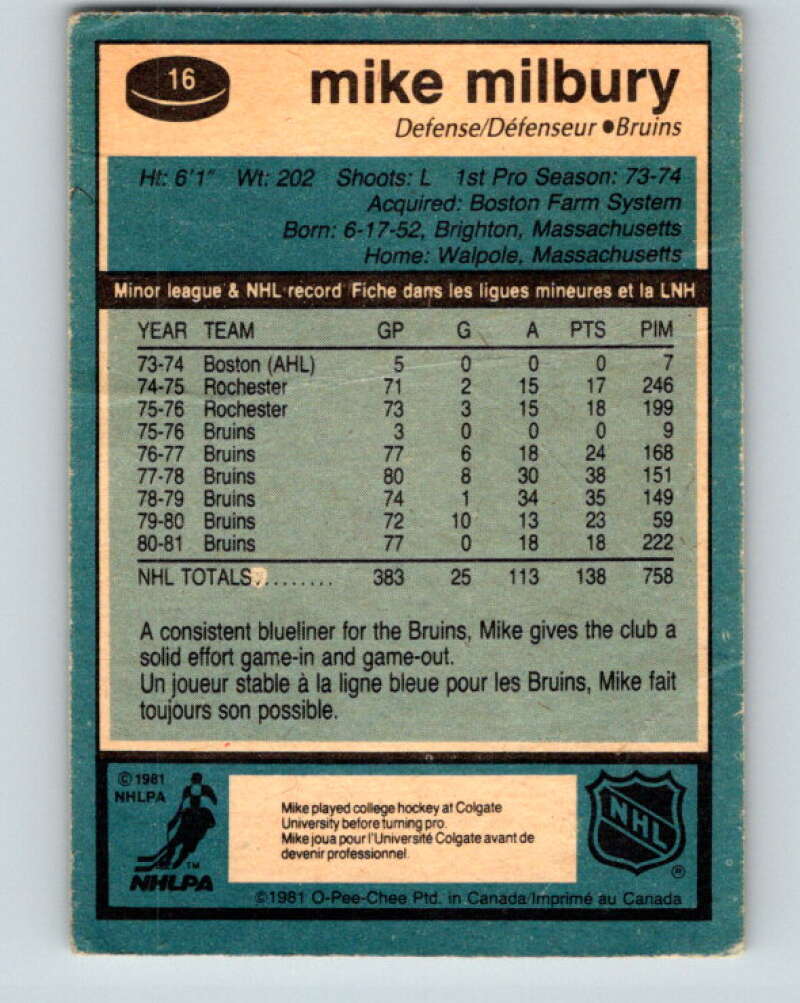 16
mike milbury
Defense/Défenseur ●Bruins
Ht: 6'1" Wt: 202 Shoots: L 1st Pro Season: 73-74
Acquired: Boston Farm System
Born: 6-17-52, Brighton, Massachusetts
Home: Walpole, Massachusetts
Minor league & NHL record Fiche dans les ligues mineures et la LNH
YEAR TEAM GP G A PTS PIM
73-74 Boston (AHL) 5 0 0 0 7
74-75 Rochester 71 2 15 17 246
75-76 Rochester 73 3 15 18 199
75-76 Bruins 3 0 0 0 9
76-77 Bruins 77 6 18 24 168
77-78 Bruins 80 8 30 38 151
78-79 Bruins 74 1 34 35 149
79-80 Bruins 72 10 13 23 59
80-81 Bruins 77 0 18 18 222
NHL TOTALS......... 383 25 113 138 758
A consistent blueliner for the Bruins, Mike gives the club a
solid effort game-in and game-out.
Un joueur stable à la ligne bleue pour les Bruins, Mike fait
toujours son possible.
© 1981
NHLPA
TM
NHLPA
Mike played college hockey at Colgate
University before turning pro.
Mike joua pour l'Université Colgate avant de
devenir professionnel.
NHL
®
©1981 O-Pee-Chee Ptd. in Canada/Imprimé au Canada